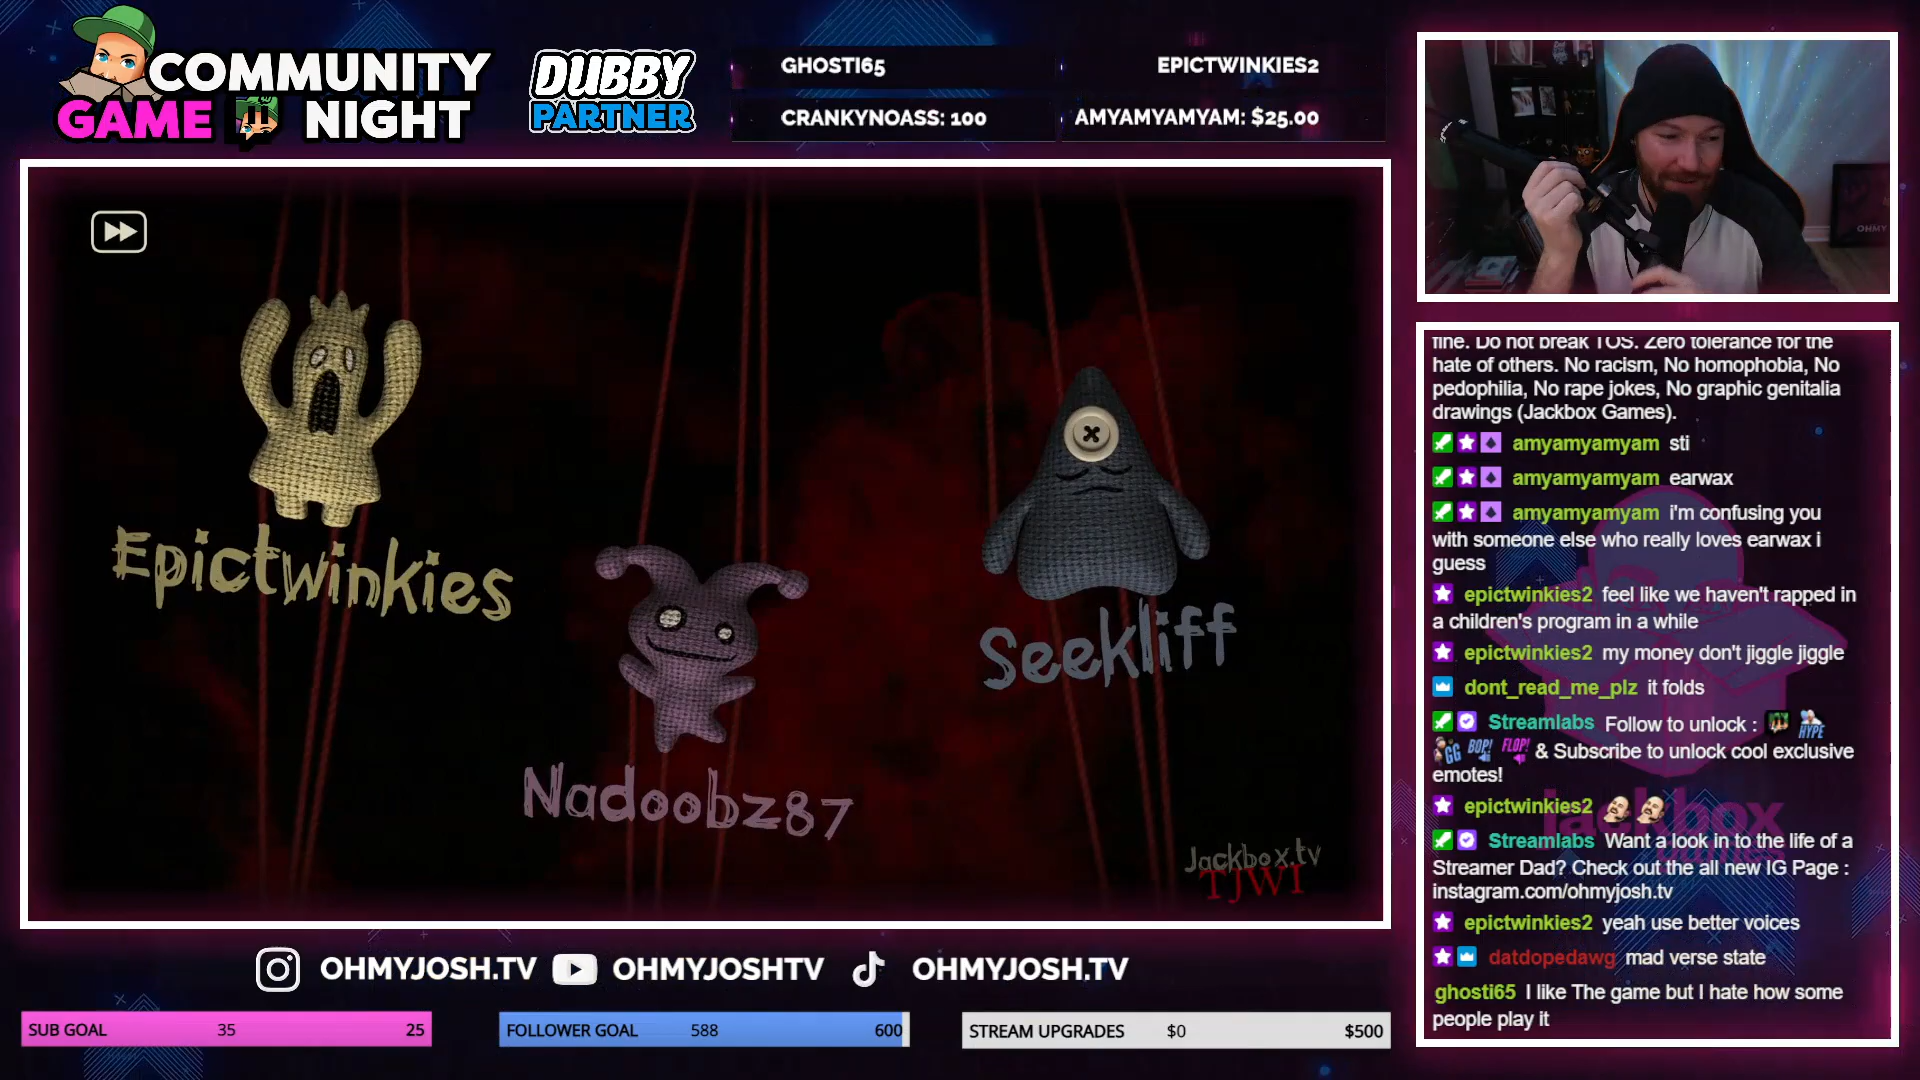 COMMUNITY
GAME NIGHT
DUBBY
PARTNER
GHOSTI65
EPICTWINKIES2
CRANKYNOASS: 100
AMYAMYAMYAM: $25.00
OHMY
Epictwinkies
Nadoobz87
Seekliff
Jackbox.tv
TJWI
fine. Do not break TOS. Zero tolerance for the
hate of others. No racism, No homophobia, No
pedophilia, No rape jokes, No graphic genitalia
drawings (Jackbox Games).
amyamyamyam sti
amyamyamyam earwax
amyamyamyam i'm confusing you
with someone else who really loves earwax i
guess
epictwinkies2 feel like we haven't rapped in
a children's program in a while
epictwinkies2 my money don't jiggle jiggle
dont_read_me_plz it folds
Streamlabs Follow to unlock : HYPE
GG BOP! FLOP! & Subscribe to unlock cool exclusive
emotes!
epictwinkies2
Streamlabs Want a look in to the life of a
Streamer Dad? Check out the all new IG Page :
instagram.com/ohmyjosh.tv
epictwinkies2 yeah use better voices
datdopedawg mad verse state
ghosti65 I like The game but I hate how some
people play it
jackbox
games
OHMYJOSH.TV OHMYJOSHTV OHMYJOSH.TV
SUB GOAL 35 25
FOLLOWER GOAL 588 600
STREAM UPGRADES $0 $500